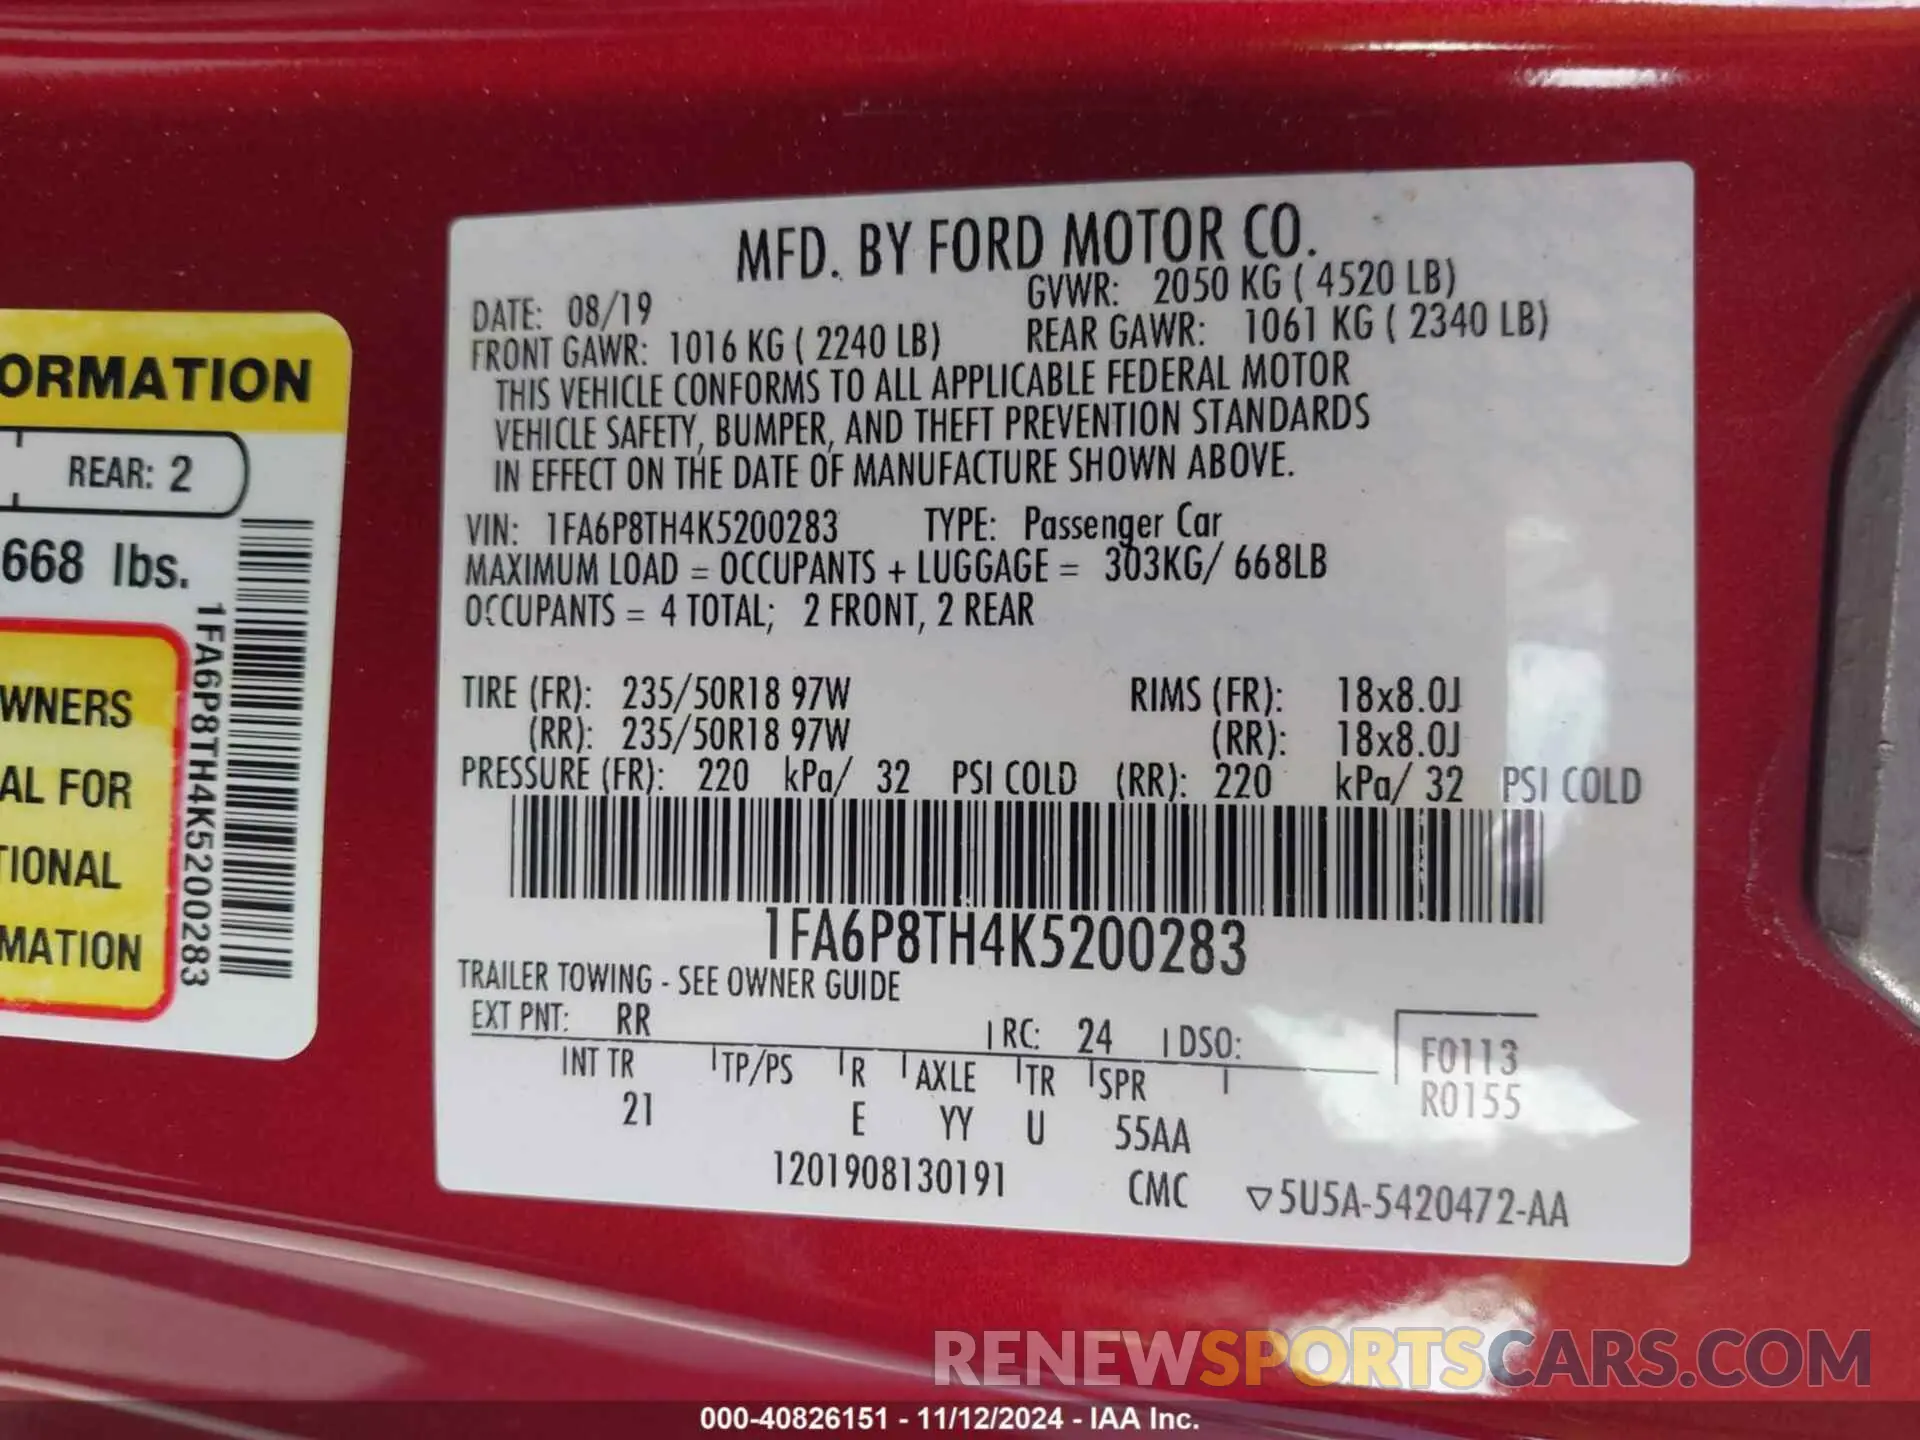 ORMATION
REAR: 2
668 lbs.
WNERS
AL FOR
TIONAL
MATION
1FA6P8TH4K5200283
MFD. BY FORD MOTOR CO.
DATE: 08/19 GVWR: 2050 KG ( 4520 LB)
FRONT GAWR: 1016 KG ( 2240 LB) REAR GAWR: 1061 KG ( 2340 LB)
THIS VEHICLE CONFORMS TO ALL APPLICABLE FEDERAL MOTOR
VEHICLE SAFETY, BUMPER, AND THEFT PREVENTION STANDARDS
IN EFFECT ON THE DATE OF MANUFACTURE SHOWN ABOVE.
VIN: 1FA6P8TH4K5200283 TYPE: Passenger Car
MAXIMUM LOAD = OCCUPANTS + LUGGAGE = 303KG/ 668LB
OCCUPANTS = 4 TOTAL; 2 FRONT, 2 REAR
TIRE (FR): 235/50R18 97W RIMS (FR): 18x8.0J
(RR): 235/50R18 97W (RR): 18x8.0J
PRESSURE (FR): 220 kPa/ 32 PSI COLD (RR): 220 kPa/ 32 PSI COLD
1FA6P8TH4K5200283
TRAILER TOWING - SEE OWNER GUIDE
EXT PNT: RR RC: 24 DSO: F0113
INT TR TP/PS R AXLE TR SPR R0155
21 E YY U 55AA
1201908130191 CMC ▽5U5A-5420472-AA
RENEWSPORTSCARS.COM
000-40826151 - 11/12/2024 - IAA Inc.